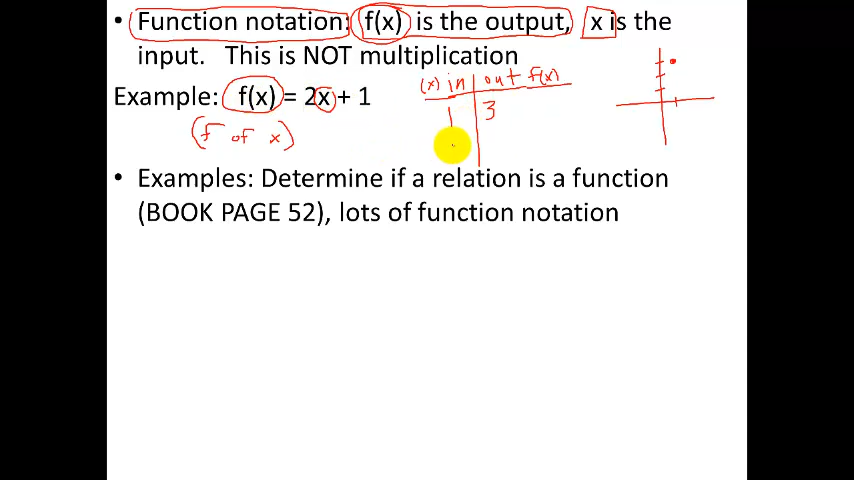 • Function notation: f(x) is the output, x is the
input. This is NOT multiplication
(x) in out f(x)
Example: f(x) = 2x + 1
1 3
(f of x)
• Examples: Determine if a relation is a function
(BOOK PAGE 52), lots of function notation